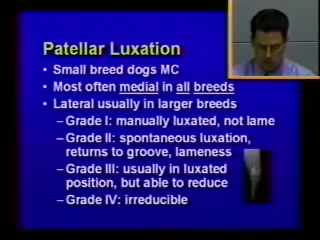 Patellar Luxation
• Small breed dogs MC
• Most often medial in all breeds
• Lateral usually in larger breeds
–Grade I: manually luxated, not lame
–Grade II: spontaneous luxation,
returns to groove, lameness
–Grade III: usually in luxated
position, but able to reduce
–Grade IV: irreducible